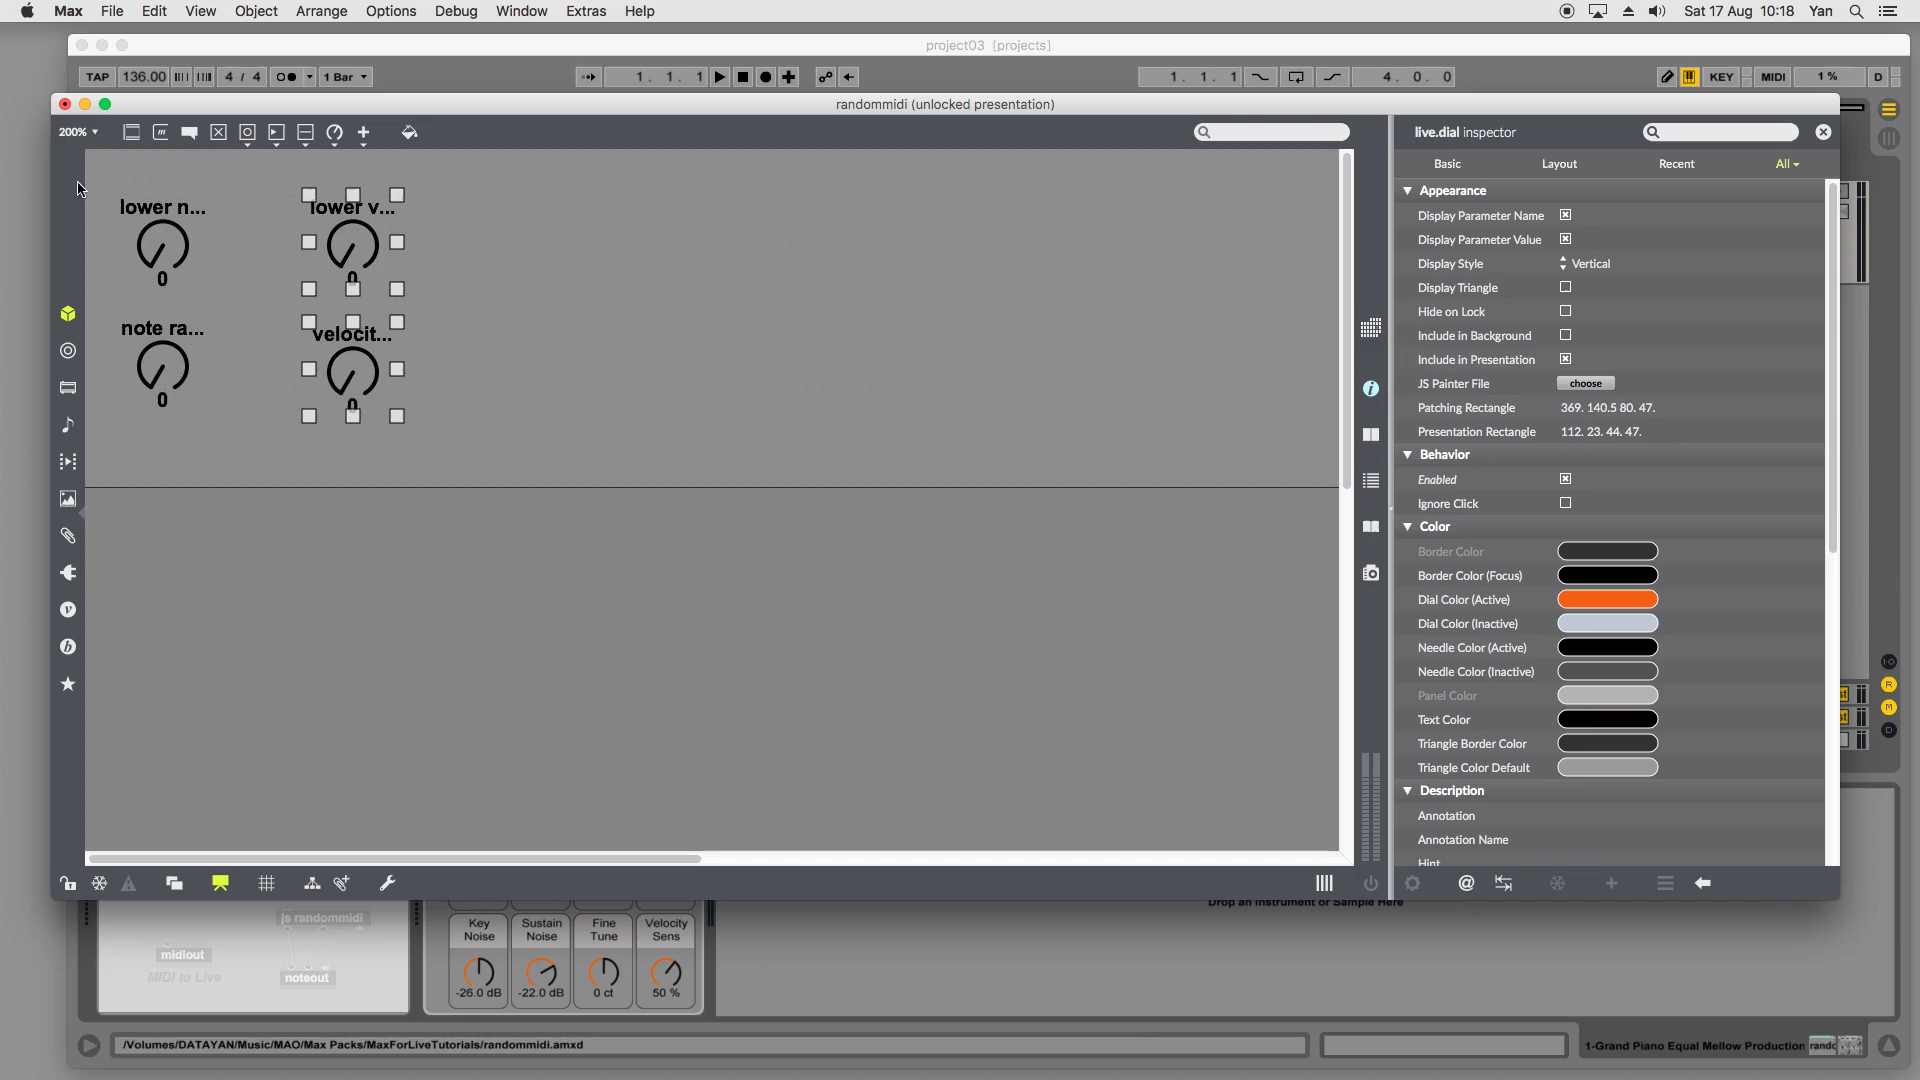 Max File Edit View Object Arrange Options Debug Window Extras Help
Sat 17 Aug 10:18 Yan
project03 [projects]
TAP 136.00 4 / 4 1 Bar 1. 1. 1 1. 1. 1 4. 0. 0 KEY MIDI 1 % D
randommidi (unlocked presentation)
200%
live.dial inspector
Basic Layout Recent All
lower n...
0
lower v...
0
note ra...
0
velocit...
0
Appearance
Display Parameter Name
Display Parameter Value
Display Style Vertical
Display Triangle
Hide on Lock
Include in Background
Include in Presentation
JS Painter File choose
Patching Rectangle 369. 140.5 80. 47.
Presentation Rectangle 112. 23. 44. 47.
Behavior
Enabled
Ignore Click
Color
Border Color
Border Color (Focus)
Dial Color (Active)
Dial Color (Inactive)
Needle Color (Active)
Needle Color (Inactive)
Panel Color
Text Color
Triangle Border Color
Triangle Color Default
Description
Annotation
Annotation Name
Hint
Drop an Instrument or Sample Here
js randommidi
midiout
MIDI to Live
noteout
Key Noise
-26.0 dB
Sustain Noise
-22.0 dB
Fine Tune
0 ct
Velocity Sens
50 %
/Volumes/DATAYAN/Music/MAO/Max Packs/MaxForLiveTutorials/randommidi.amxd
1-Grand Piano Equal Mellow Production